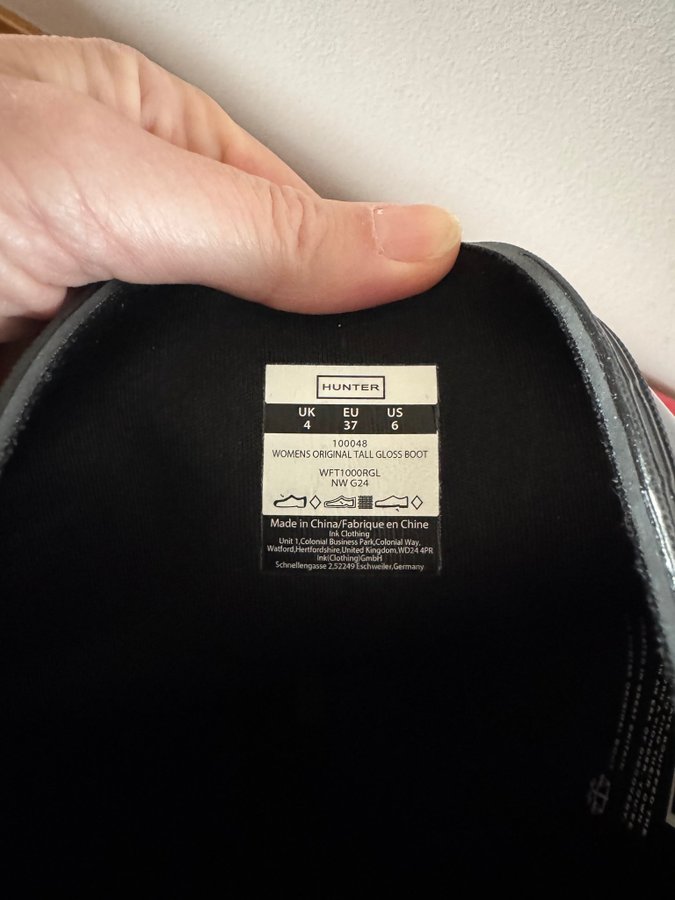 HUNTER
UK EU US
4 37 6
100048
WOMENS ORIGINAL TALL GLOSS BOOT
WFT1000RGL
NW G24
Made in China/Fabrique en Chine
Ink Clothing
Unit 1,Colonial Business Park,Colonial Way,
Watford,Hertfordshire,United Kingdom,WD24 4PR
Ink(Clothing)GmbH
Schnellengasse 2,52249 Eschweiler,Germany